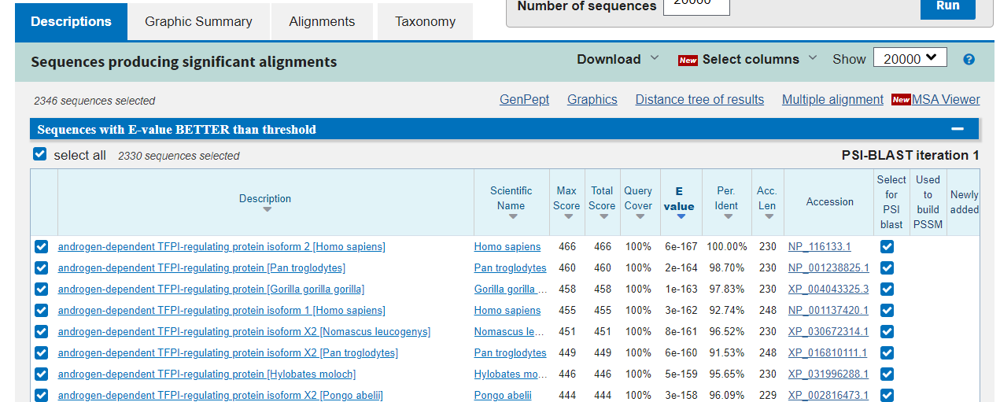 Number of sequences 20000 Run
Descriptions Graphic Summary Alignments Taxonomy
Sequences producing significant alignments Download New Select columns Show 20000 ?
2346 sequences selected GenPept Graphics Distance tree of results Multiple alignment New MSA Viewer
Sequences with E-value BETTER than threshold
select all 2330 sequences selected PSI-BLAST iteration 1
Description Scientific Name Max Score Total Score Query Cover E value Per. Ident Acc. Len Accession Select for PSI blast Used to build PSSM Newly added
androgen-dependent TFPI-regulating protein isoform 2 [Homo sapiens] Homo sapiens 466 466 100% 6e-167 100.00% 230 NP_116133.1
androgen-dependent TFPI-regulating protein [Pan troglodytes] Pan troglodytes 460 460 100% 2e-164 98.70% 230 NP_001238825.1
androgen-dependent TFPI-regulating protein [Gorilla gorilla gorilla] Gorilla gorilla ... 458 458 100% 1e-163 97.83% 230 XP_004043325.3
androgen-dependent TFPI-regulating protein isoform 1 [Homo sapiens] Homo sapiens 455 455 100% 3e-162 92.74% 248 NP_001137420.1
androgen-dependent TFPI-regulating protein isoform X2 [Nomascus leucogenys] Nomascus le... 451 451 100% 8e-161 96.52% 230 XP_030672314.1
androgen-dependent TFPI-regulating protein isoform X2 [Pan troglodytes] Pan troglodytes 449 449 100% 6e-160 91.53% 248 XP_016810111.1
androgen-dependent TFPI-regulating protein [Hylobates moloch] Hylobates mo... 446 446 100% 5e-159 95.65% 230 XP_031996288.1
androgen-dependent TFPI-regulating protein isoform X2 [Pongo abelii] Pongo abelii 444 444 100% 3e-158 96.09% 229 XP_002816473.1